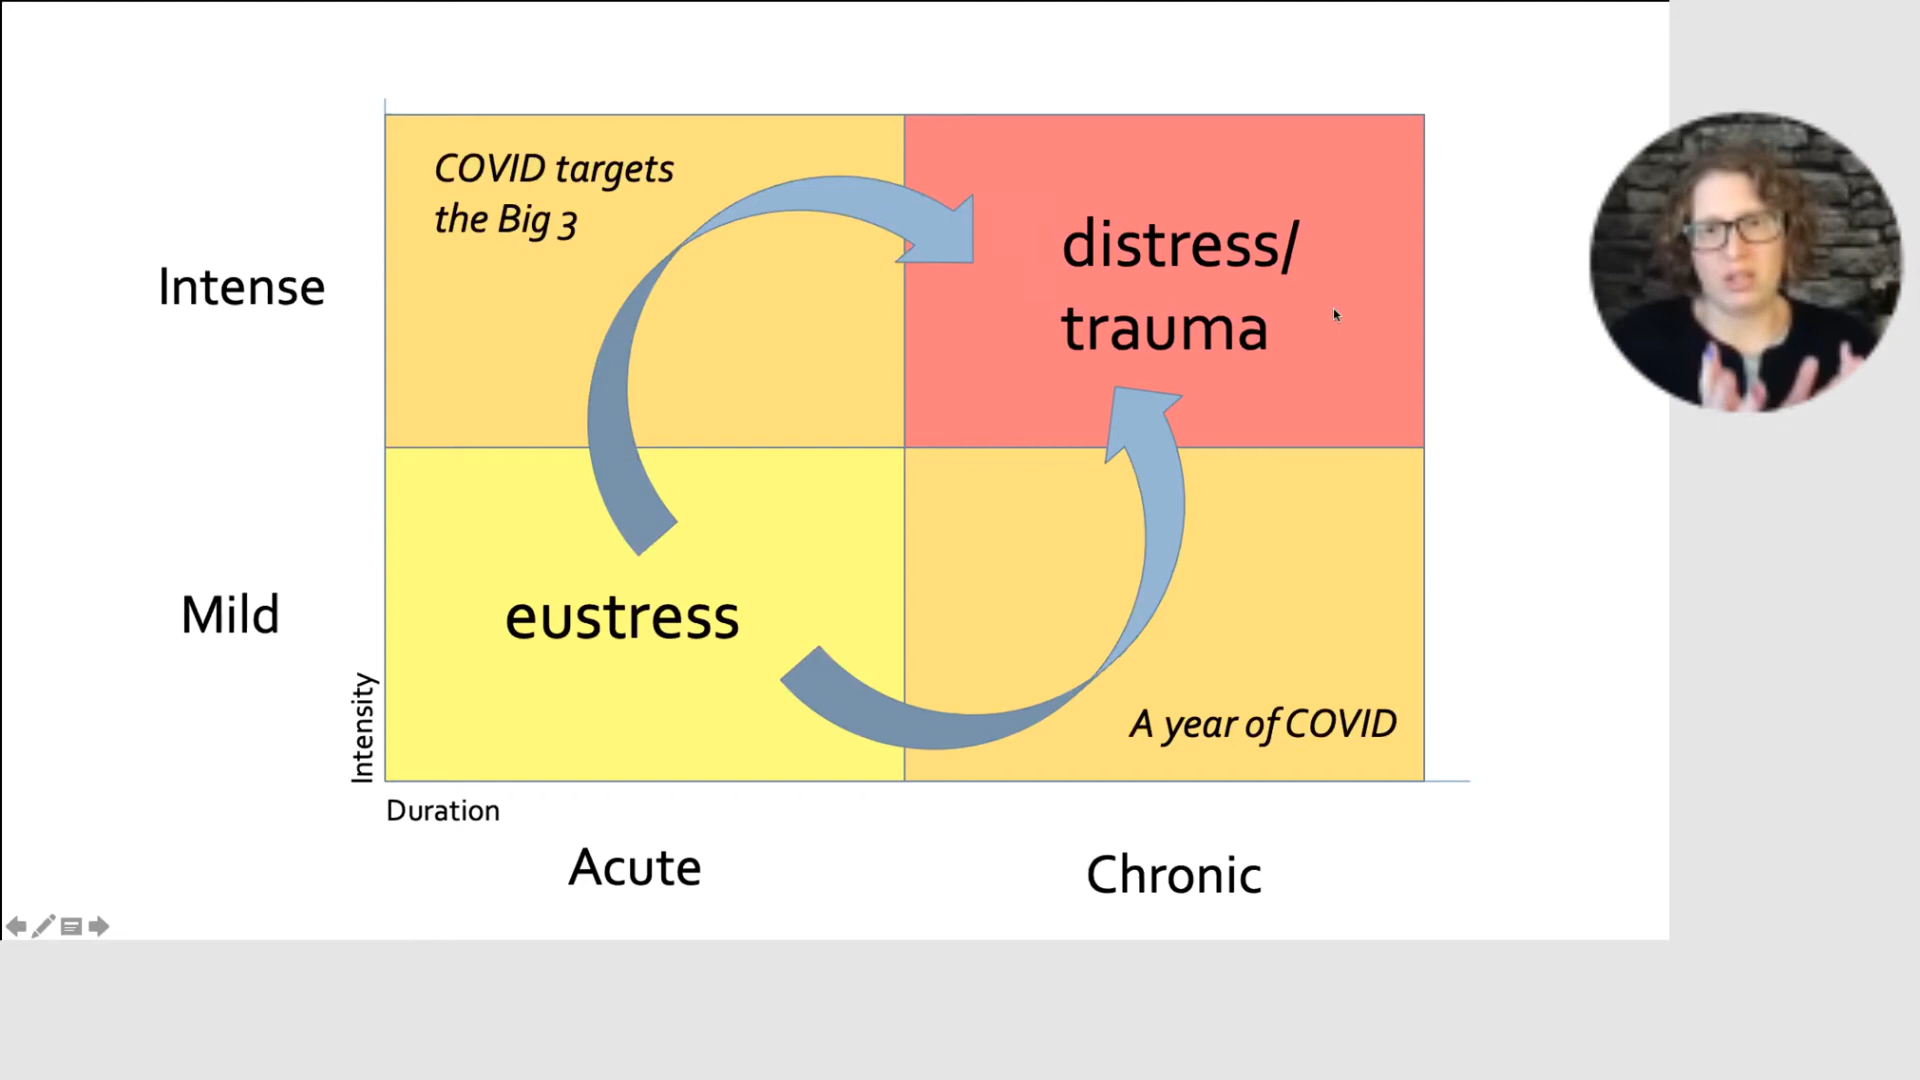 COVID targets
the Big 3
distress/
trauma
Intense
eustress
Mild
A year of COVID
Intensity
Duration
Acute
Chronic